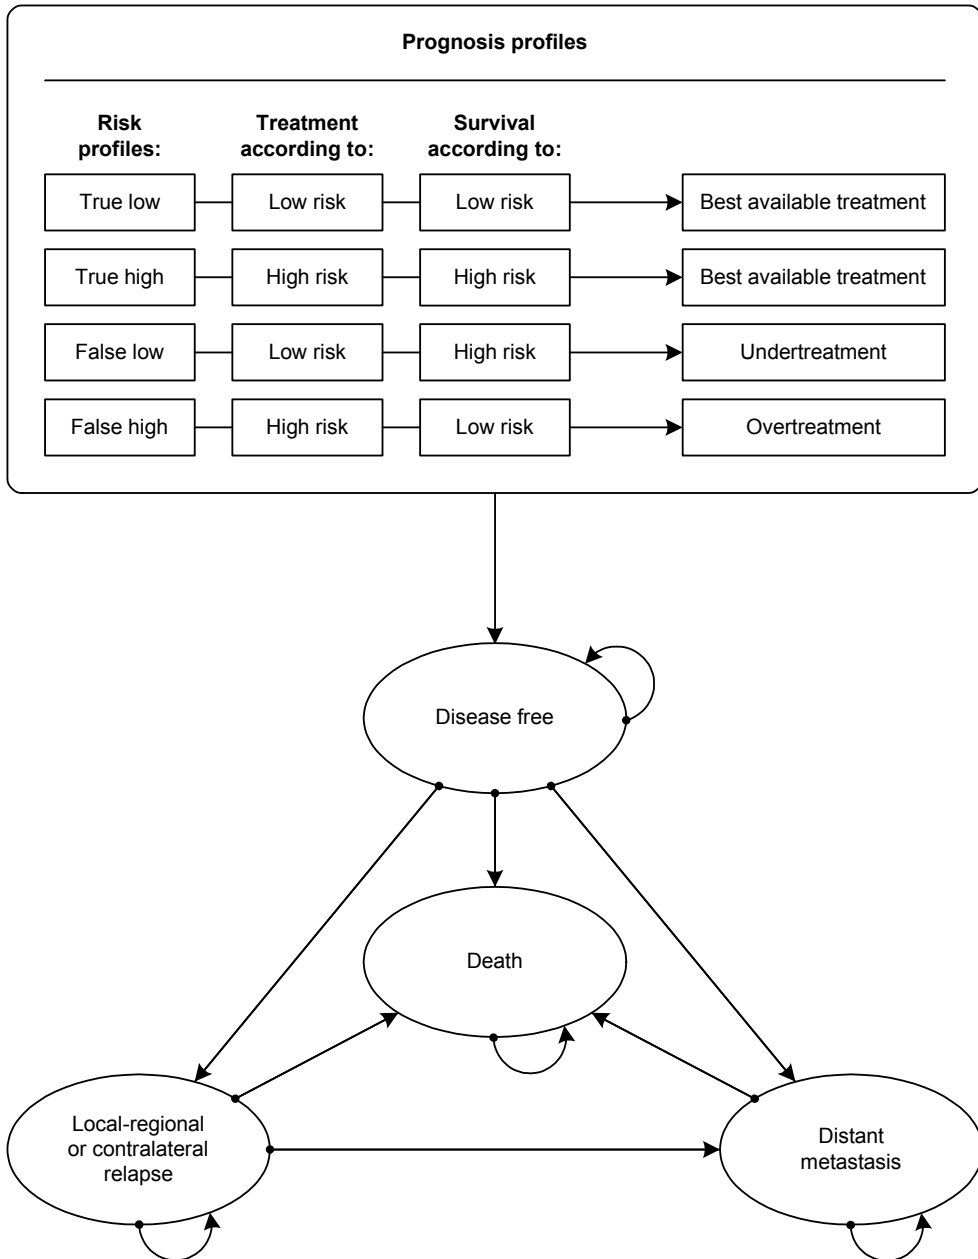 Prognosis profiles
Risk
profiles:
Treatment
according to:
Survival
according to:
True low
Low risk
Low risk
Best available treatment
True high
High risk
High risk
Best available treatment
False low
Low risk
High risk
Undertreatment
False high
High risk
Low risk
Overtreatment
Disease free
Death
Local-regional
or contralateral
relapse
Distant
metastasis